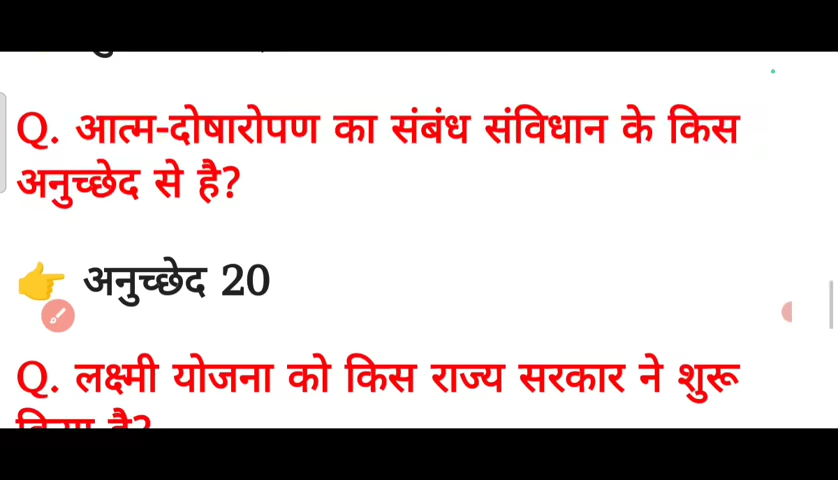 Q. आत्म-दोषारोपण का संबंध संविधान के किस
अनुच्छेद से है?
👉 अनुच्छेद 20
Q. लक्ष्मी योजना को किस राज्य सरकार ने शुरू